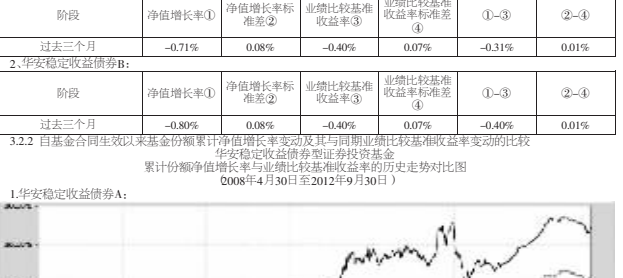 阶段 净值增长率① 净值增长率标准差② 业绩比较基准收益率③ 业绩比较基准收益率标准差④ ①-③ ②-④
过去三个月 -0.71% 0.08% -0.40% 0.07% -0.31% 0.01%
2、华安稳定收益债券B：
阶段 净值增长率① 净值增长率标准差② 业绩比较基准收益率③ 业绩比较基准收益率标准差④ ①-③ ②-④
过去三个月 -0.80% 0.08% -0.40% 0.07% -0.40% 0.01%
3.2.2 自基金合同生效以来基金份额累计净值增长率变动及其与同期业绩比较基准收益率变动的比较
华安稳定收益债券型证券投资基金
累计份额净值增长率与业绩比较基准收益率的历史走势对比图
（2008年4月30日至2012年9月30日）
1.华安稳定收益债券A：